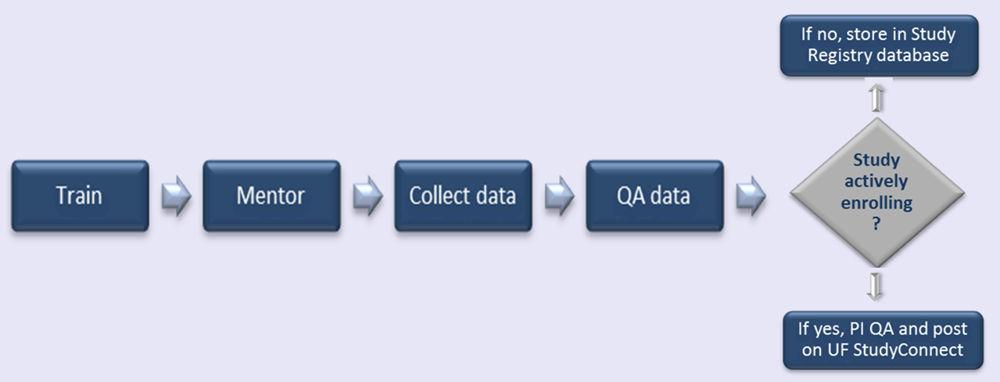 Train
Mentor
Collect data
QA data
If no, store in Study
Registry database
Study
actively
enrolling
?
If yes, PI QA and post
on UF StudyConnect